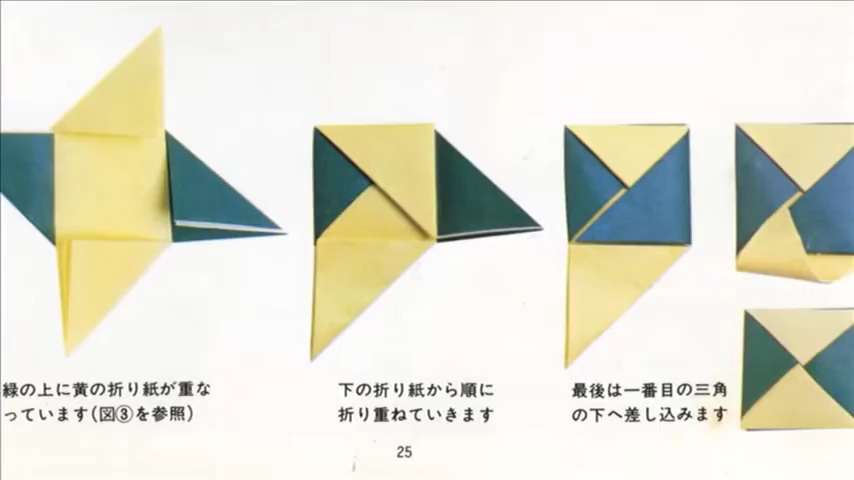 緑の上に黄の折り紙が重な
っています(図③を参照)
下の折り紙から順に
折り重ねていきます
最後は一番目の三角
の下へ差し込みます
25